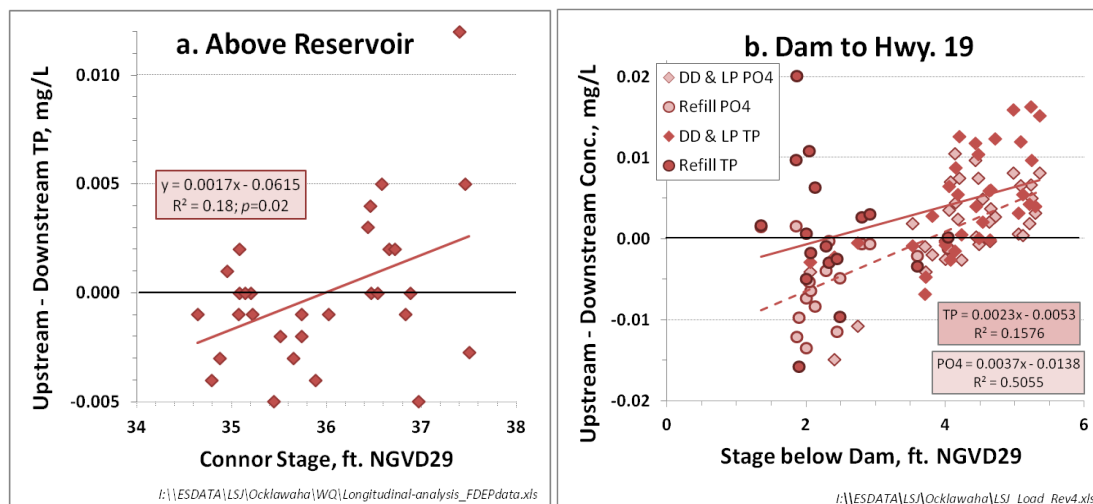 a. Above Reservoir
Upstream - Downstream TP, mg/L
0.010
0.005
0.000
-0.005
y = 0.0017x - 0.0615
R² = 0.18; p=0.02
34 35 36 37 38
Connor Stage, ft. NGVD29
I:\\ESDATA\LSJ\Ocklawaha\WQ\Longitudinal-analysis_FDEPdata.xls
b. Dam to Hwy. 19
Upstream - Downstream Conc., mg/L
0.02
0.01
0.00
-0.01
-0.02
DD & LP PO4
Refill PO4
DD & LP TP
Refill TP
TP = 0.0023x - 0.0053
R² = 0.1576
PO4 = 0.0037x - 0.0138
R² = 0.5055
0 2 4 6
Stage below Dam, ft. NGVD29
I:\\ESDATA\LSJ\Ocklawaha\LSJ_Load_Rev4.xls